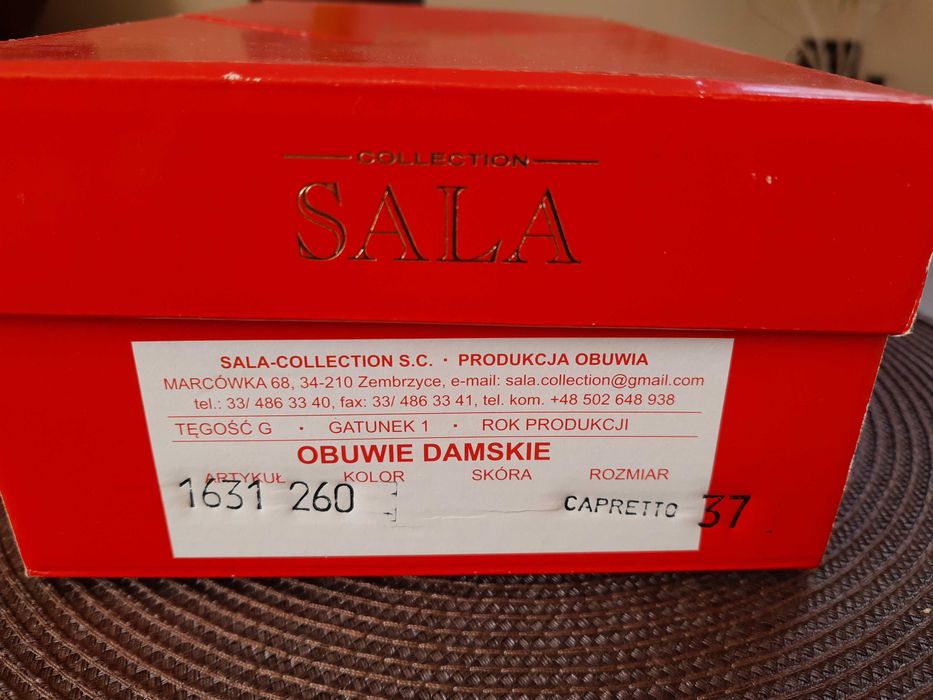 COLLECTION
SALA
SALA-COLLECTION S.C. • PRODUKCJA OBUWIA
MARCÓWKA 68, 34-210 Zembrzyce, e-mail: sala.collection@gmail.com
tel.: 33/ 486 33 40, fax: 33/ 486 33 41, tel. kom. +48 502 648 938
TĘGOŚĆ G • GATUNEK 1 • ROK PRODUKCJI
OBUWIE DAMSKIE
ARTYKUŁ KOLOR SKÓRA ROZMIAR
1631 260 CAPRETTO 37